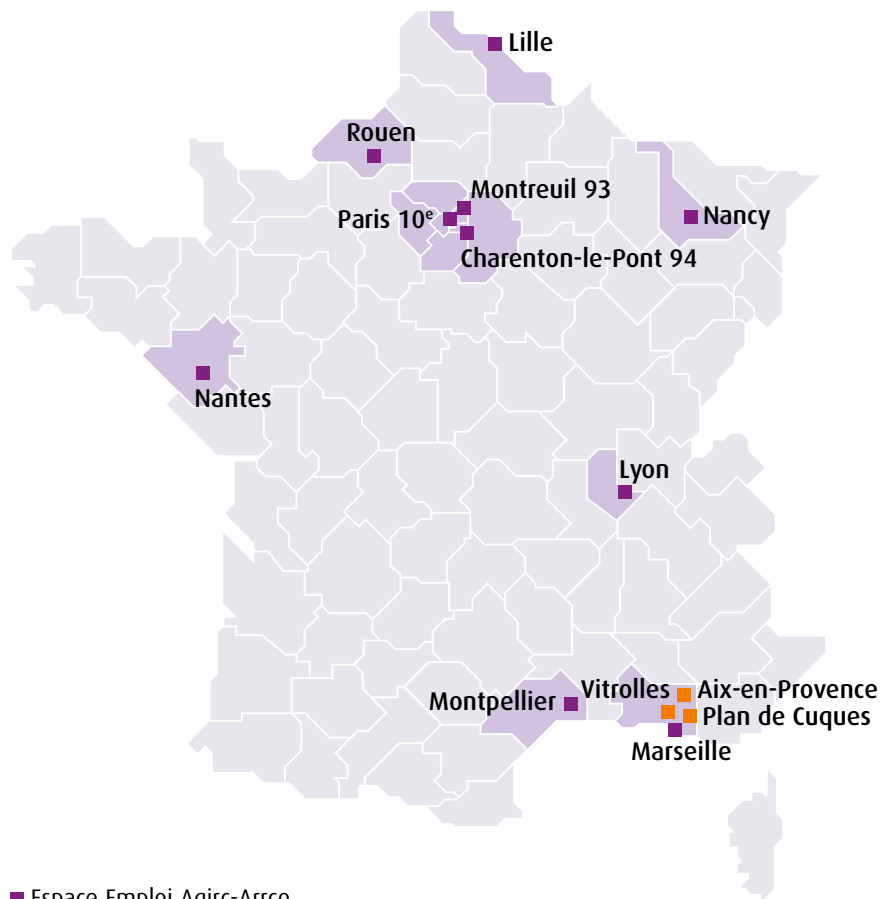 Lille
Rouen
Montreuil 93
Paris 10e
Nancy
Charenton-le-Pont 94
Nantes
Lyon
Vitrolles
Aix-en-Provence
Montpellier
Plan de Cuques
Marseille
Espace Emploi Agirc-Arrco